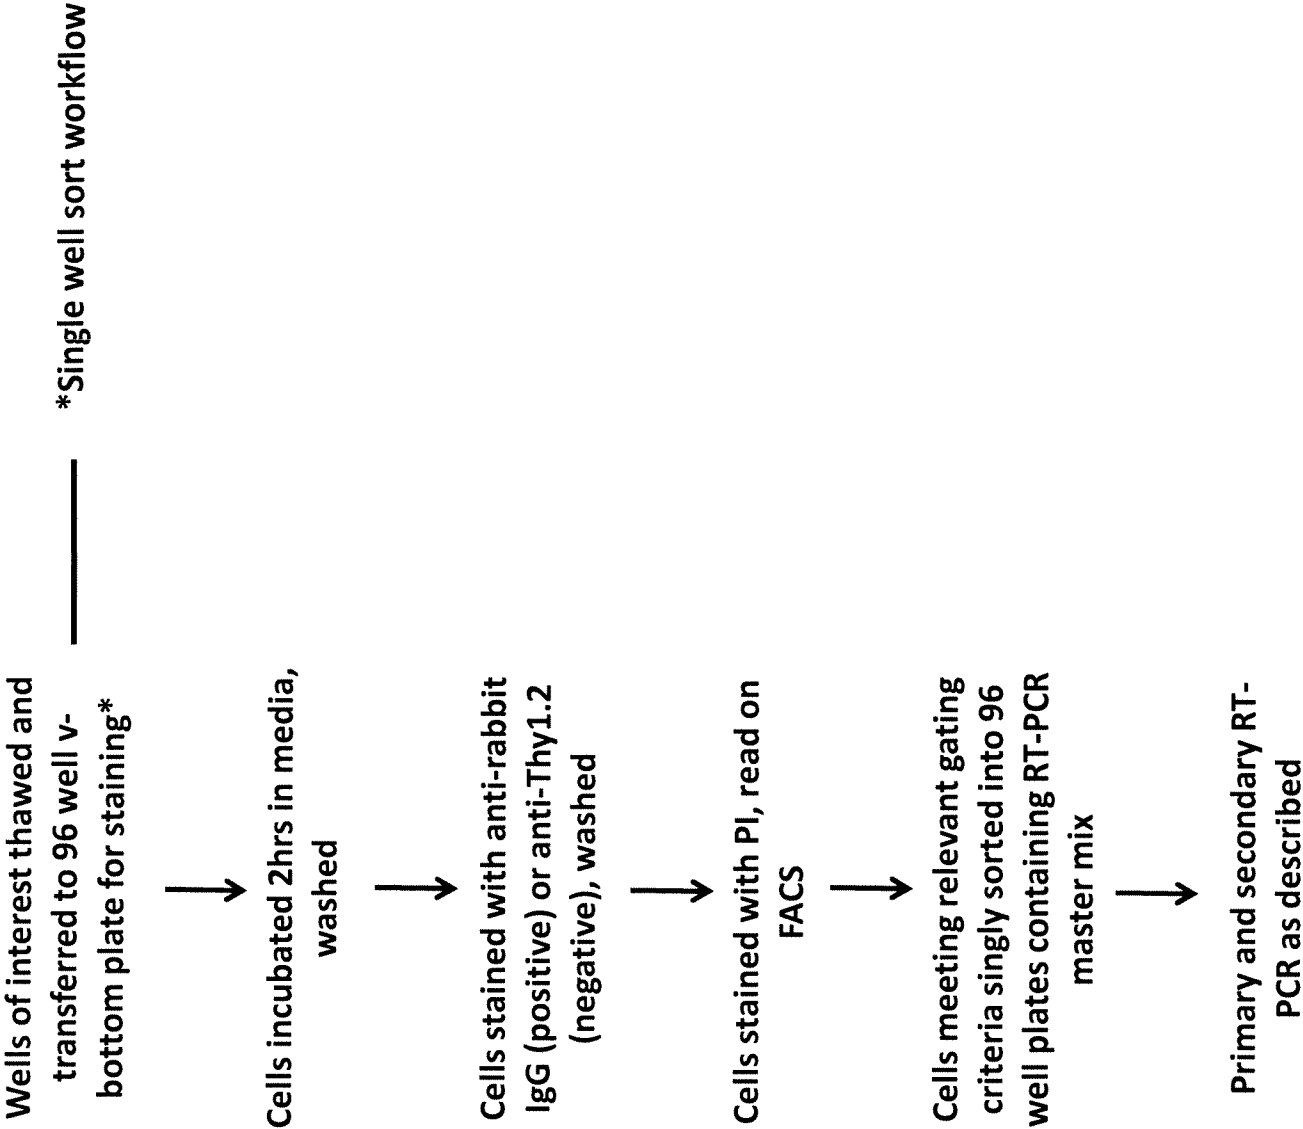 Wells of interest thawed and
transferred to 96 well v-
bottom plate for staining*
*Single well sort workflow
Cells incubated 2hrs in media,
washed
Cells stained with anti-rabbit
IgG (positive) or anti-Thy1.2
(negative), washed
Cells stained with PI, read on
FACS
Cells meeting relevant gating
criteria singly sorted into 96
well plates containing RT-PCR
master mix
Primary and secondary RT-
PCR as described